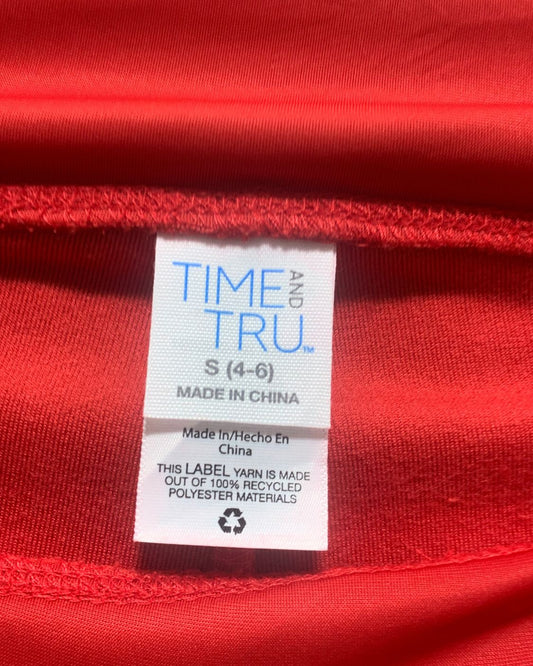 TIME AND
TRU™
S (4-6)
MADE IN CHINA
Made In/Hecho En
China
THIS LABEL YARN IS MADE
OUT OF 100% RECYCLED
POLYESTER MATERIALS